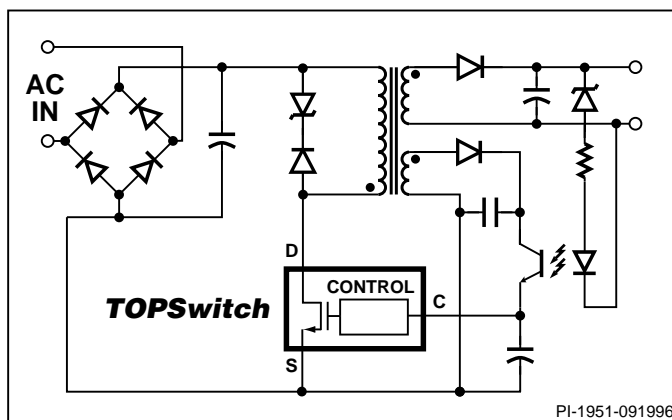 AC
IN
D
CONTROL
C
TOPSwitch
S
PI-1951-091996